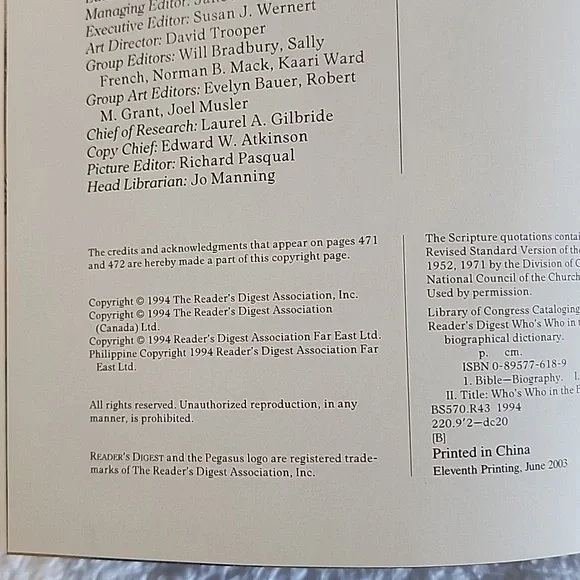 Managing Editor:
Executive Editor: Susan J. Wernert
Art Director: David Trooper
Group Editors: Will Bradbury, Sally
French, Norman B. Mack, Kaari Ward
Group Art Editors: Evelyn Bauer, Robert
M. Grant, Joel Musler
Chief of Research: Laurel A. Gilbride
Copy Chief: Edward W. Atkinson
Picture Editor: Richard Pasqual
Head Librarian: Jo Manning
The credits and acknowledgments that appear on pages 471
and 472 are hereby made a part of this copyright page.
Copyright © 1994 The Reader's Digest Association, Inc.
Copyright © 1994 The Reader's Digest Association
(Canada) Ltd.
Copyright © 1994 Reader's Digest Association Far East Ltd.
Philippine Copyright 1994 Reader's Digest Association Far
East Ltd.
All rights reserved. Unauthorized reproduction, in any
manner, is prohibited.
READER'S DIGEST and the Pegasus logo are registered trade-
marks of The Reader's Digest Association, Inc.
The Scripture quotations
Revised Standard Version of the
1952, 1971 by the Division of
National Council of the
Used by permission.
Library of Congress
Reader's Digest Who's Who in
biographical dictionary.
p. cm.
ISBN 0-89577-618-9
1. Bible—Biography.
II. Title: Who's Who in the
BS570.R43 1994
220.9'2—dc20
[B]
Printed in China
Eleventh Printing, June 2003